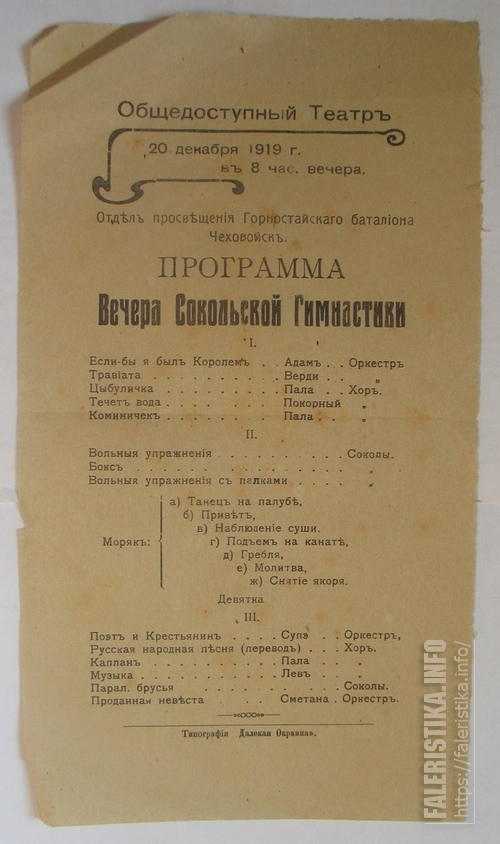 Общедоступный Театръ
20 декабря 1919 г.
въ 8 час. вечера.
Отдѣлъ просвѣщенія Горностайскаго баталіона
Чеховойскъ.
ПРОГРАММА
Вечера Сокольской Гимнастики
I.
Если-бы я былъ Королемъ . . Адамъ . . Оркестръ
Травіата . . . . . . . . . . Верди . . „
Цыбуличка . . . . . . . . . Пала . . Хоръ.
Течетъ вода . . . . . . . . Покорный „
Коминичек . . . . . . . . . Пала . . „
II.
Вольныя упражненія . . . . . . . . . . Соколы.
Боксъ . . . . . . . . . . . . . . . . . „
Вольныя упражненія съ палками . . . . „
Морякъ:
а) Танецъ на палубѣ,
б) Привѣтъ,
в) Наблюденіе суши.
г) Подъемъ на канатѣ,
д) Гребля,
е) Молитва,
ж) Снятіе якоря.
Девятка
III.
Поэтъ и Крестьянин . . . . Супэ . . Оркестръ,
Русская народная пѣсня (переводъ) . . . Хоръ.
Капланъ . . . . . . . . . . Пала . . „
Музыка . . . . . . . . . . Левъ . . „
Парал. брусья . . . . . . . . . . . . . Соколы.
Проданная невѣста . . . . Сметана . Оркестръ.
Типографія Далекая Окраина.
FALERISTIKA.INFO
https://faleristika.info/